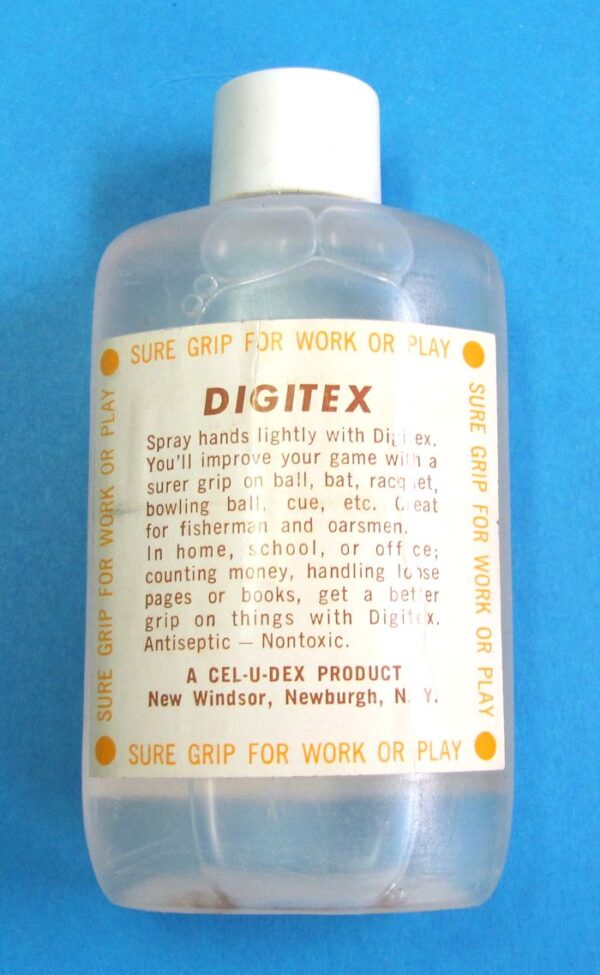 SURE GRIP FOR WORK OR PLAY
DIGITEX
Spray hands lightly with Digitex.
You'll improve your game with a
surer grip on ball, bat, racquet,
bowling ball, cue, etc. Great
for fisherman and oarsmen.
In home, school, or office;
counting money, handling loose
pages or books, get a better
grip on things with Digitex.
Antiseptic — Nontoxic.
A CEL-U-DEX PRODUCT
New Windsor, Newburgh, N. Y.
SURE GRIP FOR WORK OR PLAY
SURE GRIP FOR WORK OR PLAY
SURE GRIP FOR WORK OR PLAY